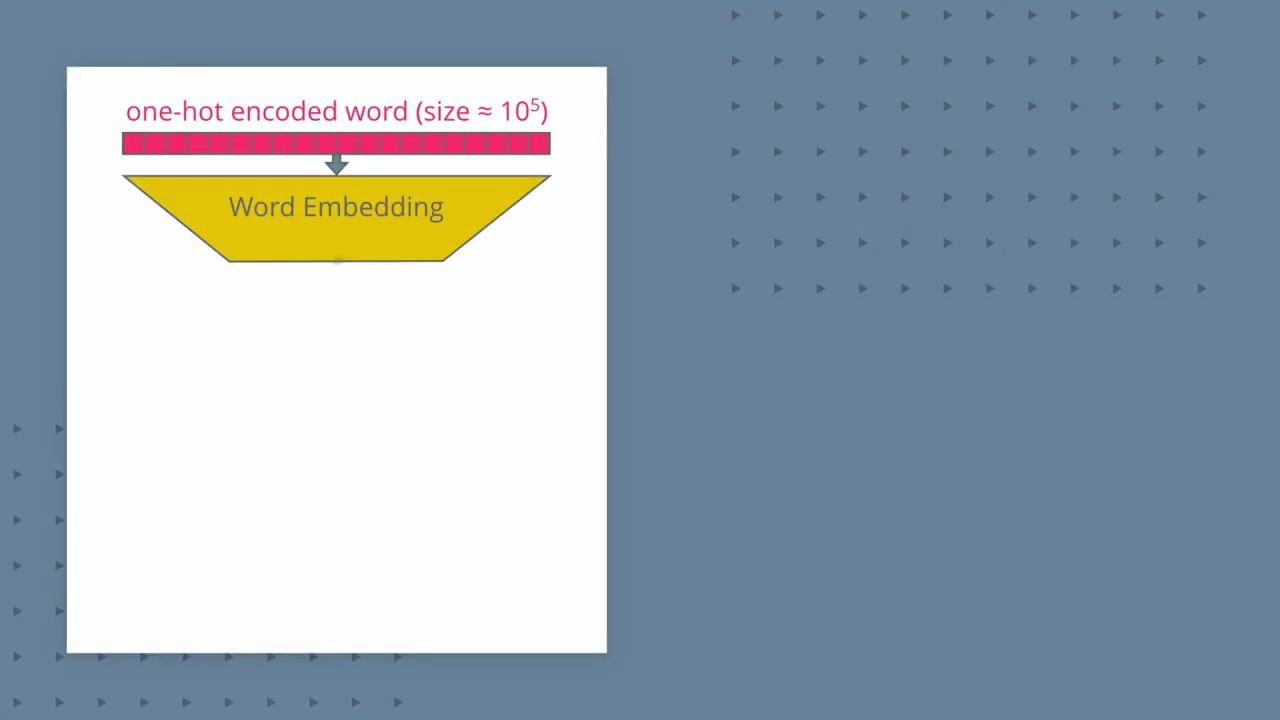 one-hot encoded word (size ≈ 10⁵)
Word Embedding